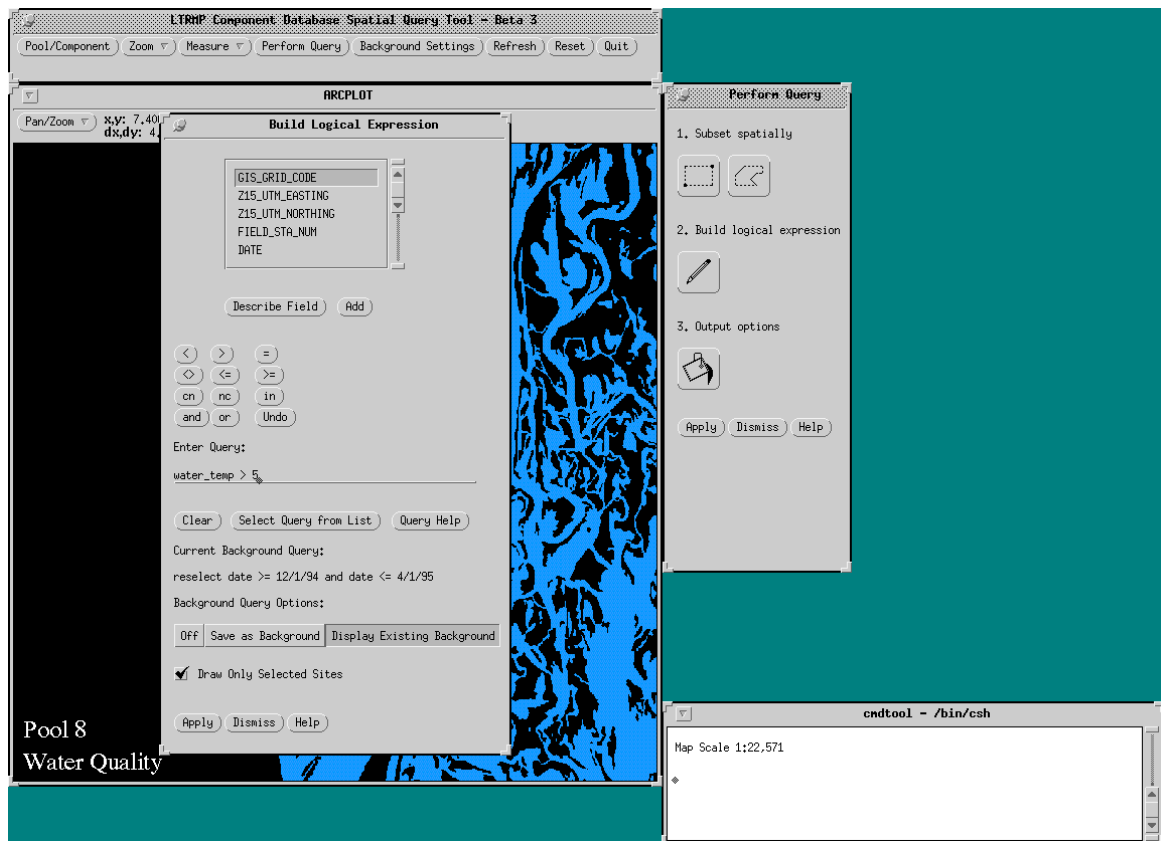 LTRMP Component Database Spatial Query Tool - Beta 3
Pool/Component Zoom Measure Perform Query Background Settings Refresh Reset Quit
ARCPLOT
Pan/Zoom x,y: 7.40
dx,dy: 4.
Build Logical Expression
GIS_GRID_CODE
Z15_UTM_EASTING
Z15_UTM_NORTHING
FIELD_STA_NUM
DATE
Describe Field Add
< > =
<> <= >=
cn nc in
and or Undo
Enter Query:
water_temp > 5
Clear Select Query from List Query Help
Current Background Query:
reselect date >= 12/1/94 and date <= 4/1/95
Background Query Options:
Off Save as Background Display Existing Background
Draw Only Selected Sites
Apply Dismiss Help
Pool 8
Water Quality
Perform Query
1. Subset spatially
2. Build logical expression
3. Output options
Apply Dismiss Help
cmdtool - /bin/csh
Map Scale 1:22,571